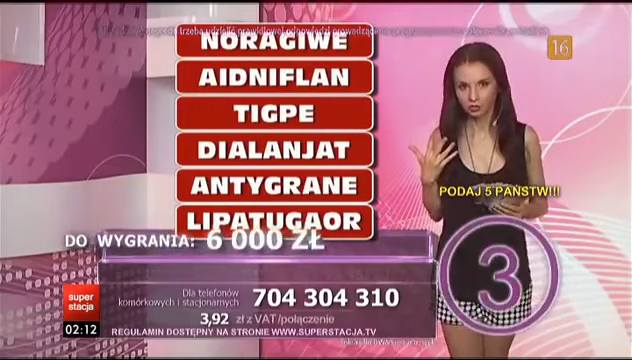 16
NORAGIWE
AIDNIFLAN
TIGPE
DIALANJAT
ANTYGRANE
LIPATUGAOR
PODAJ 5 PAŃSTW!!!
DO WYGRANIA: 6 000 ZŁ
3
Dla telefonów
komórkowych i stacjonarnych 704 304 310
3,92 zł z VAT/połączenie
super
stacja
02:12
REGULAMIN DOSTĘPNY NA STRONIE WWW.SUPERSTACJA.TV